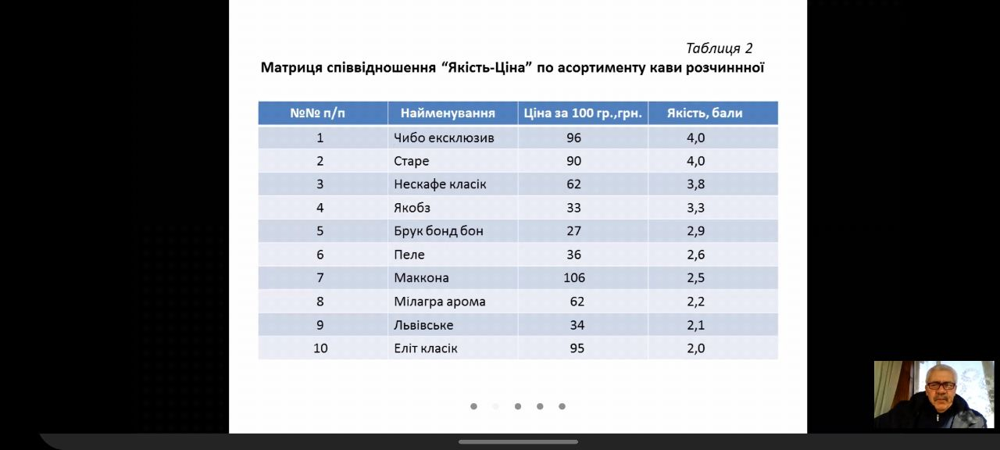 Таблиця 2
Матриця співвідношення “Якість-Ціна” по асортименту кави розчиннної
№№ п/п Найменування Ціна за 100 гр.,грн. Якість, бали
1 Чибо ексклюзив 96 4,0
2 Старе 90 4,0
3 Нескафе класік 62 3,8
4 Якобз 33 3,3
5 Брук бонд бон 27 2,9
6 Пеле 36 2,6
7 Маккона 106 2,5
8 Мілагра арома 62 2,2
9 Львівське 34 2,1
10 Еліт класік 95 2,0